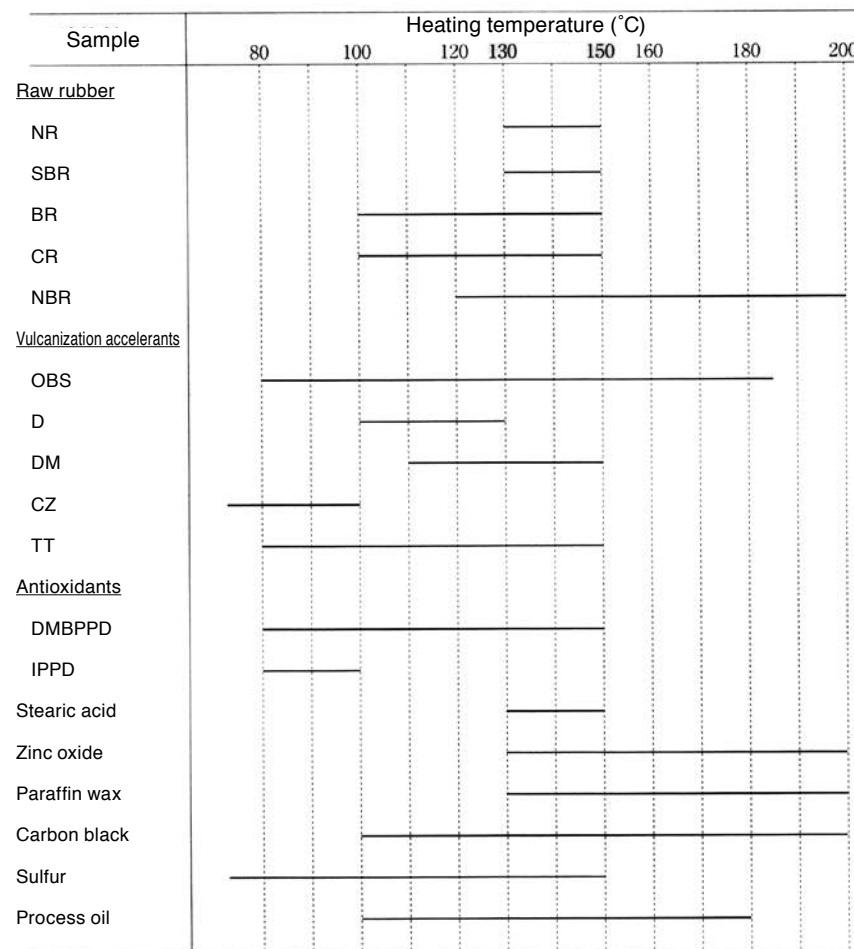 Sample
Heating temperature (˚C)
80 100 120 130 150 160 180 200
Raw rubber
NR
SBR
BR
CR
NBR
Vulcanization accelerants
OBS
D
DM
CZ
TT
Antioxidants
DMBPPD
IPPD
Stearic acid
Zinc oxide
Paraffin wax
Carbon black
Sulfur
Process oil